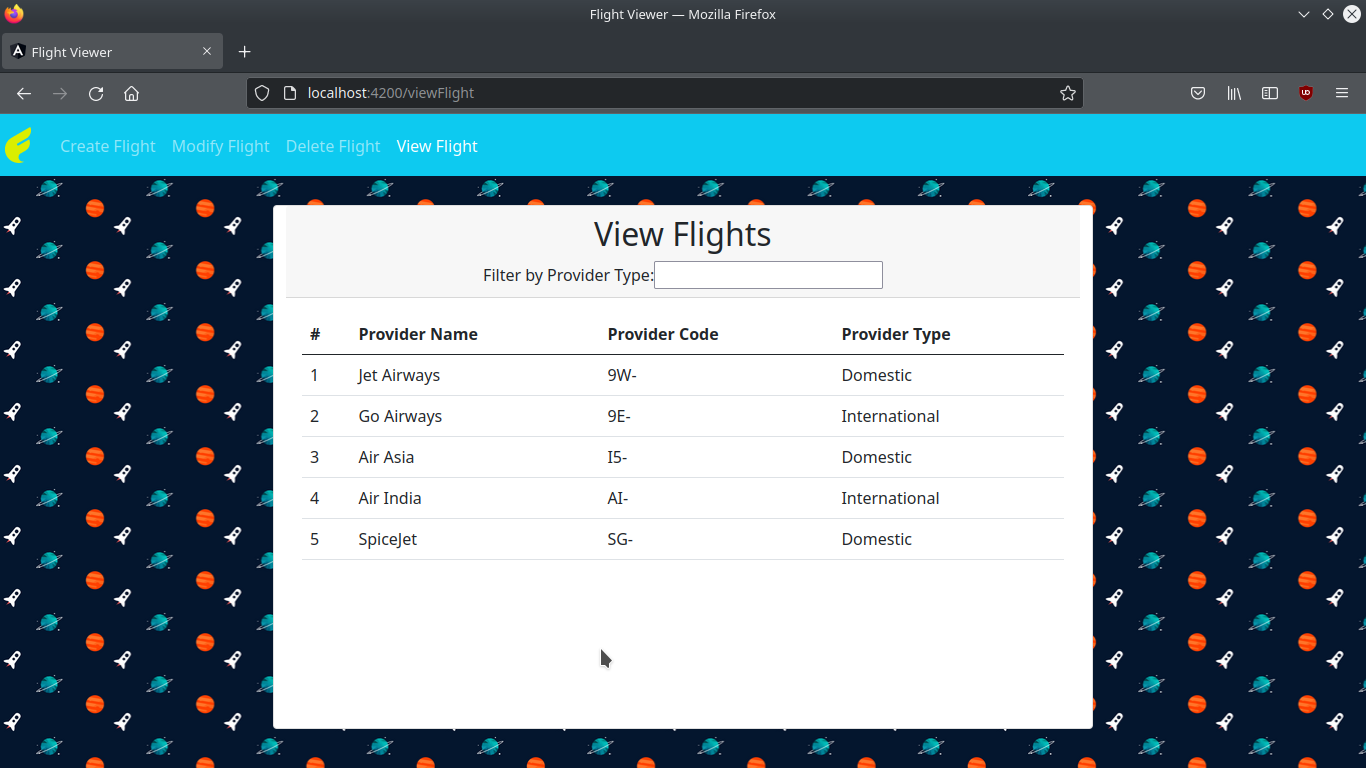 Flight Viewer — Mozilla Firefox
Flight Viewer
localhost:4200/viewFlight
Create Flight Modify Flight Delete Flight View Flight
View Flights
Filter by Provider Type:
# Provider Name Provider Code Provider Type
1 Jet Airways 9W- Domestic
2 Go Airways 9E- International
3 Air Asia I5- Domestic
4 Air India AI- International
5 SpiceJet SG- Domestic